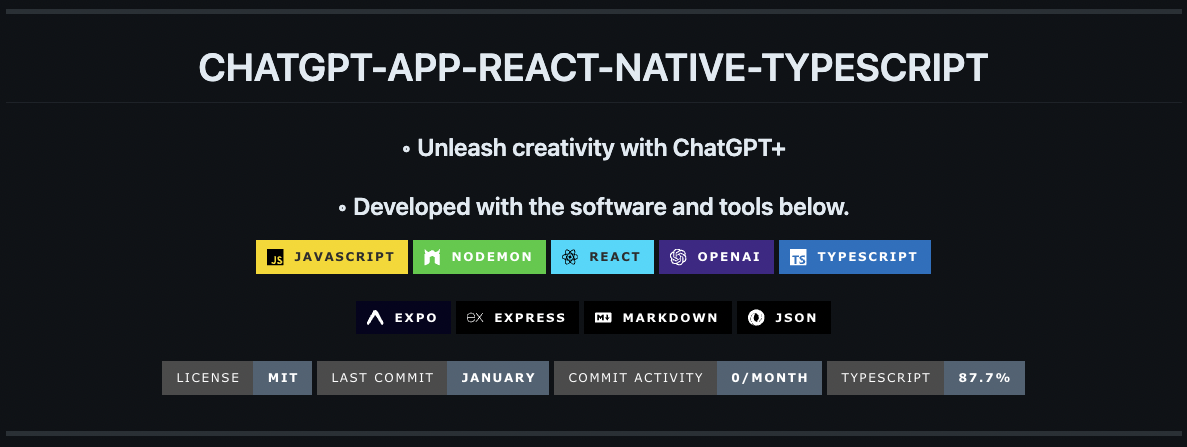 CHATGPT-APP-REACT-NATIVE-TYPESCRIPT
◦ Unleash creativity with ChatGPT+
◦ Developed with the software and tools below.
JS JAVASCRIPT NODEMON REACT OPENAI TS TYPESCRIPT
EXPO ex EXPRESS M MARKDOWN JSON
LICENSE MIT LAST COMMIT JANUARY COMMIT ACTIVITY 0/MONTH TYPESCRIPT 87.7%